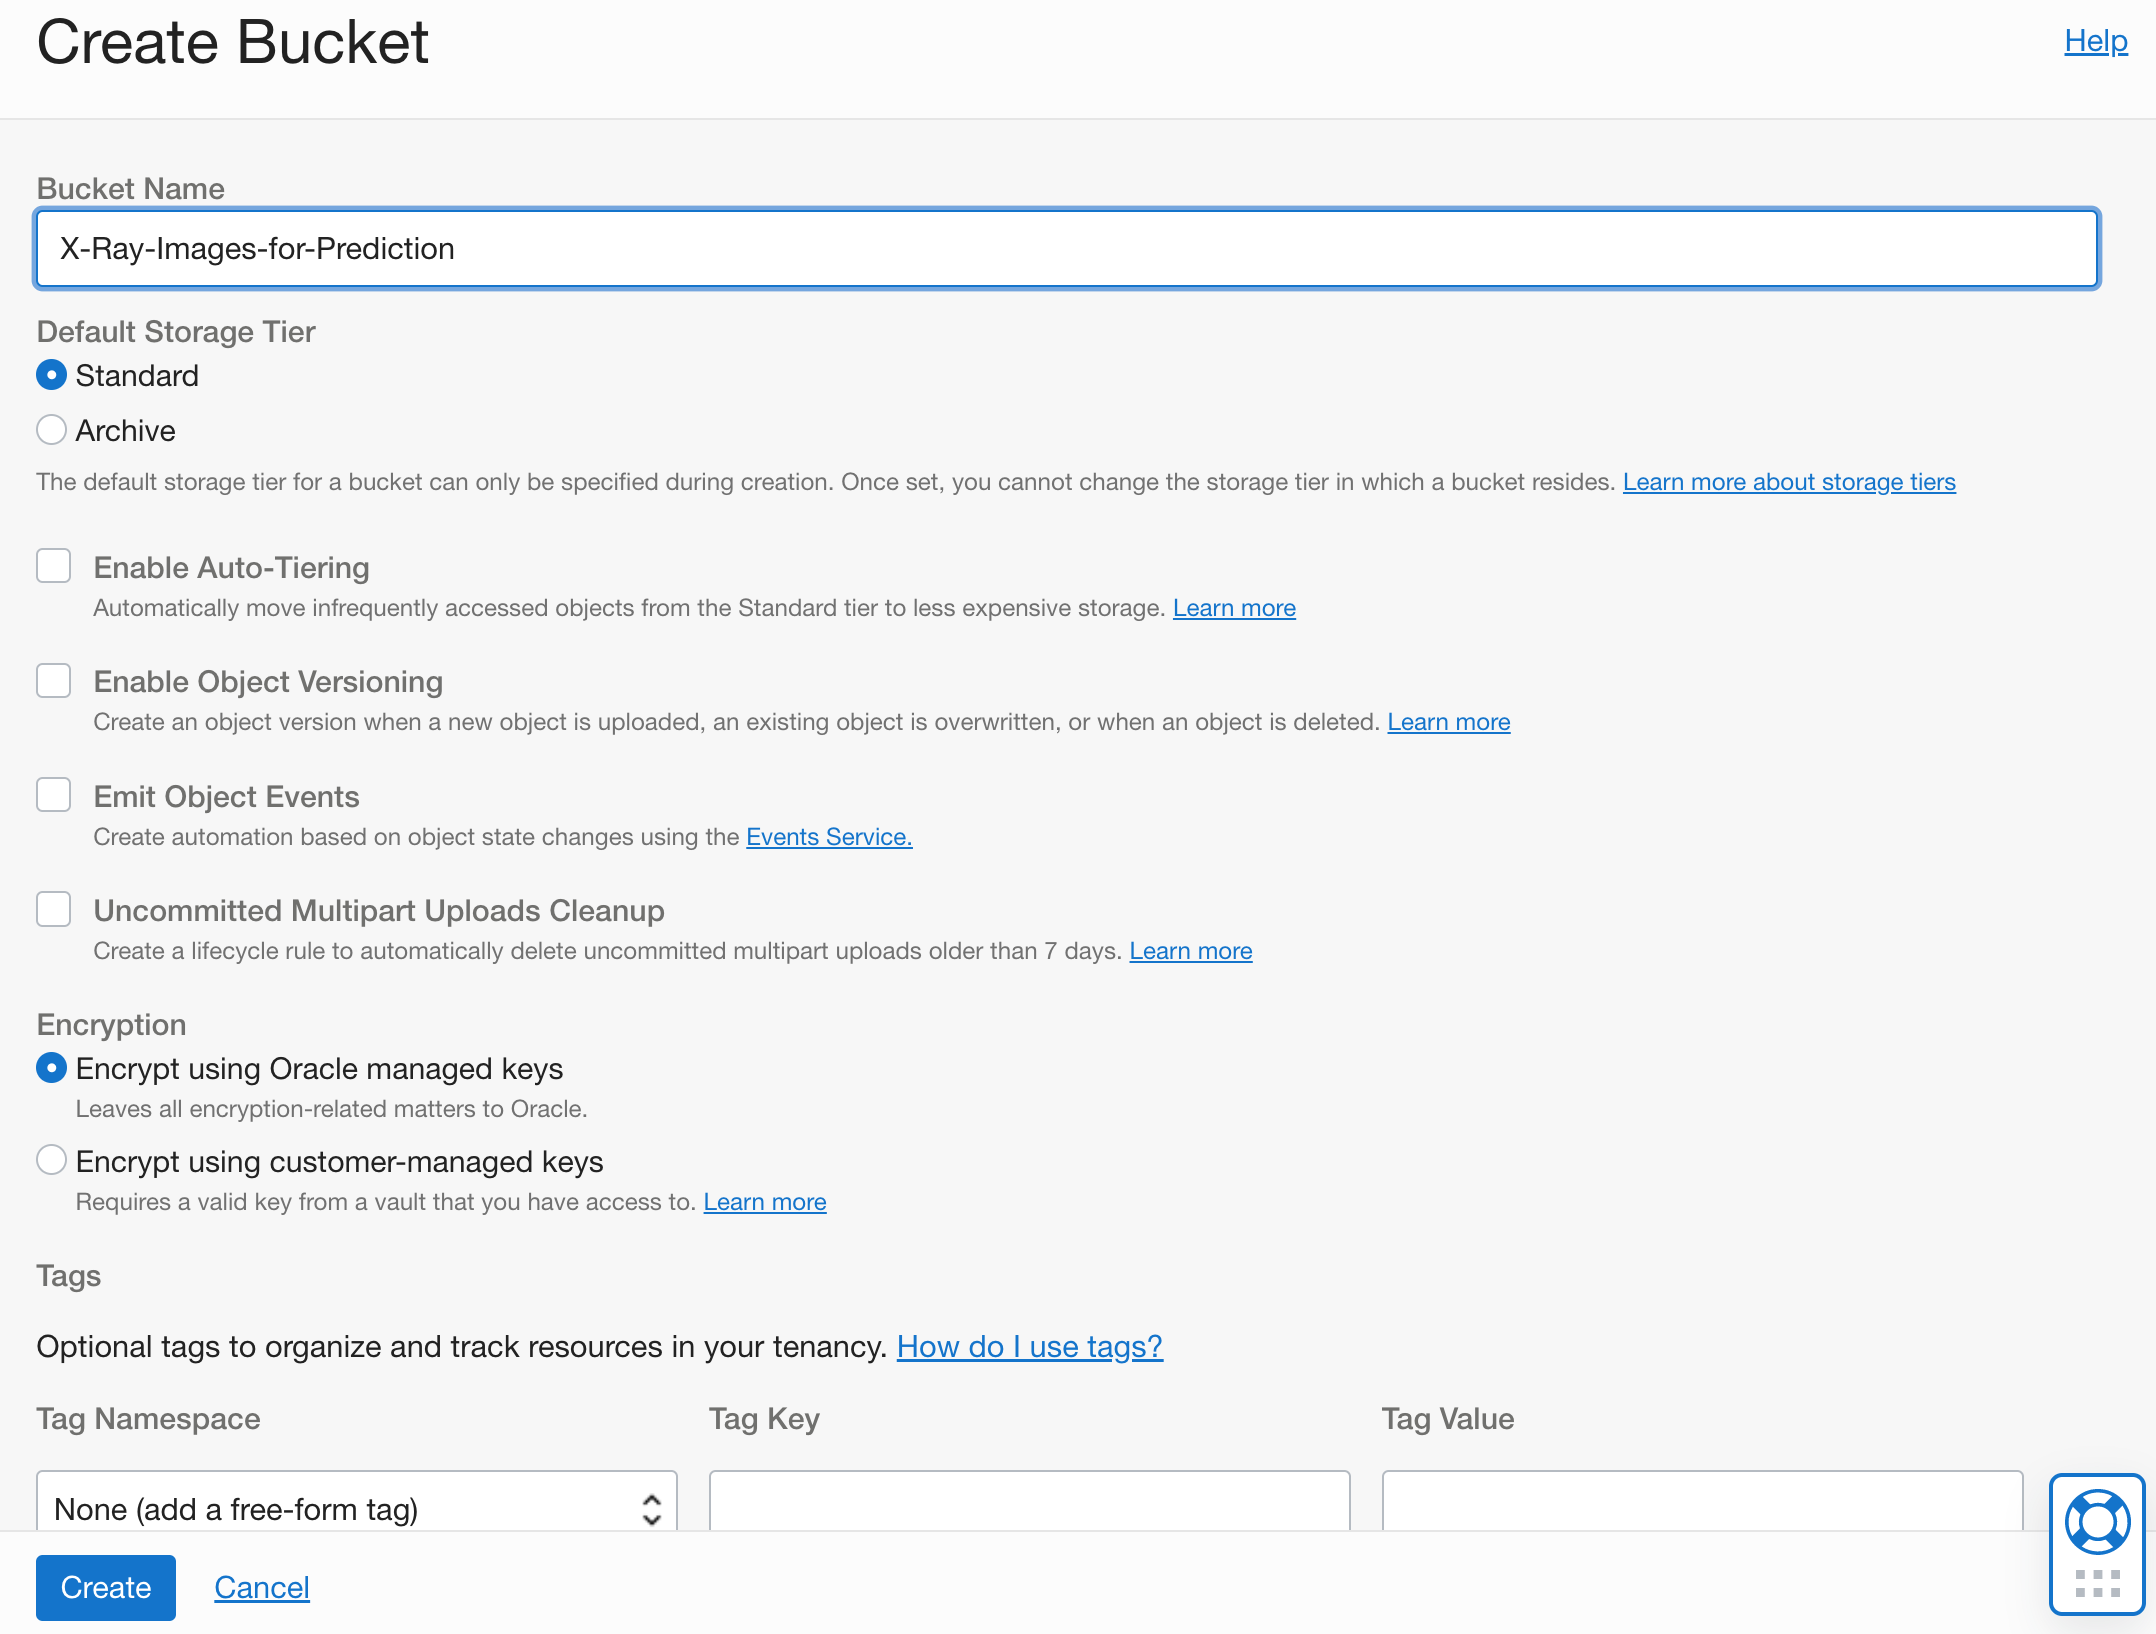 Create Bucket
Help
Bucket Name
X-Ray-Images-for-Prediction
Default Storage Tier
Standard
Archive
The default storage tier for a bucket can only be specified during creation. Once set, you cannot change the storage tier in which a bucket resides. Learn more about storage tiers
Enable Auto-Tiering
Automatically move infrequently accessed objects from the Standard tier to less expensive storage. Learn more
Enable Object Versioning
Create an object version when a new object is uploaded, an existing object is overwritten, or when an object is deleted. Learn more
Emit Object Events
Create automation based on object state changes using the Events Service.
Uncommitted Multipart Uploads Cleanup
Create a lifecycle rule to automatically delete uncommitted multipart uploads older than 7 days. Learn more
Encryption
Encrypt using Oracle managed keys
Leaves all encryption-related matters to Oracle.
Encrypt using customer-managed keys
Requires a valid key from a vault that you have access to. Learn more
Tags
Optional tags to organize and track resources in your tenancy. How do I use tags?
Tag Namespace
Tag Key
Tag Value
None (add a free-form tag)
Create
Cancel